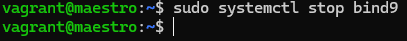 vagrant@maestro:~$ sudo systemctl stop bind9
vagrant@maestro:~$